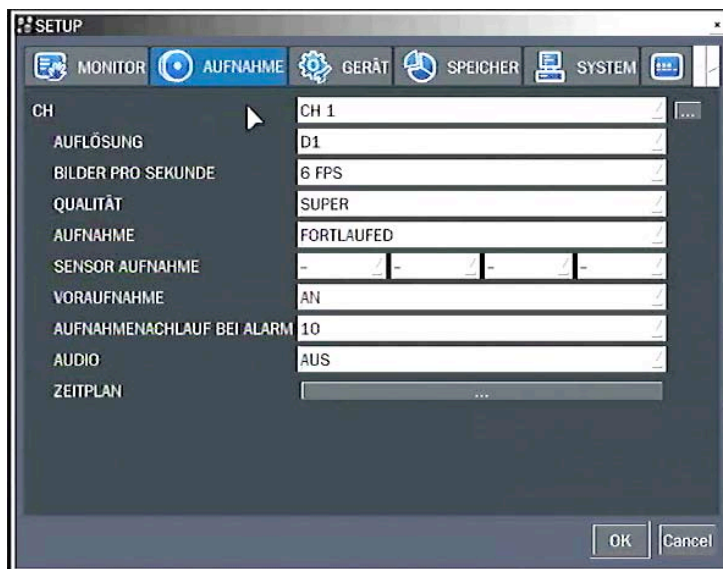 SETUP
MONITOR AUFNAHME GERÄT SPEICHER SYSTEM
CH CH 1 ...
AUFLÖSUNG D1
BILDER PRO SEKUNDE 6 FPS
QUALITÄT SUPER
AUFNAHME FORTLAUFED
SENSOR AUFNAHME - - - -
VORAUFNAHME AN
AUFNAHMENACHLAUF BEI ALARM 10
AUDIO AUS
ZEITPLAN ...
OK Cancel